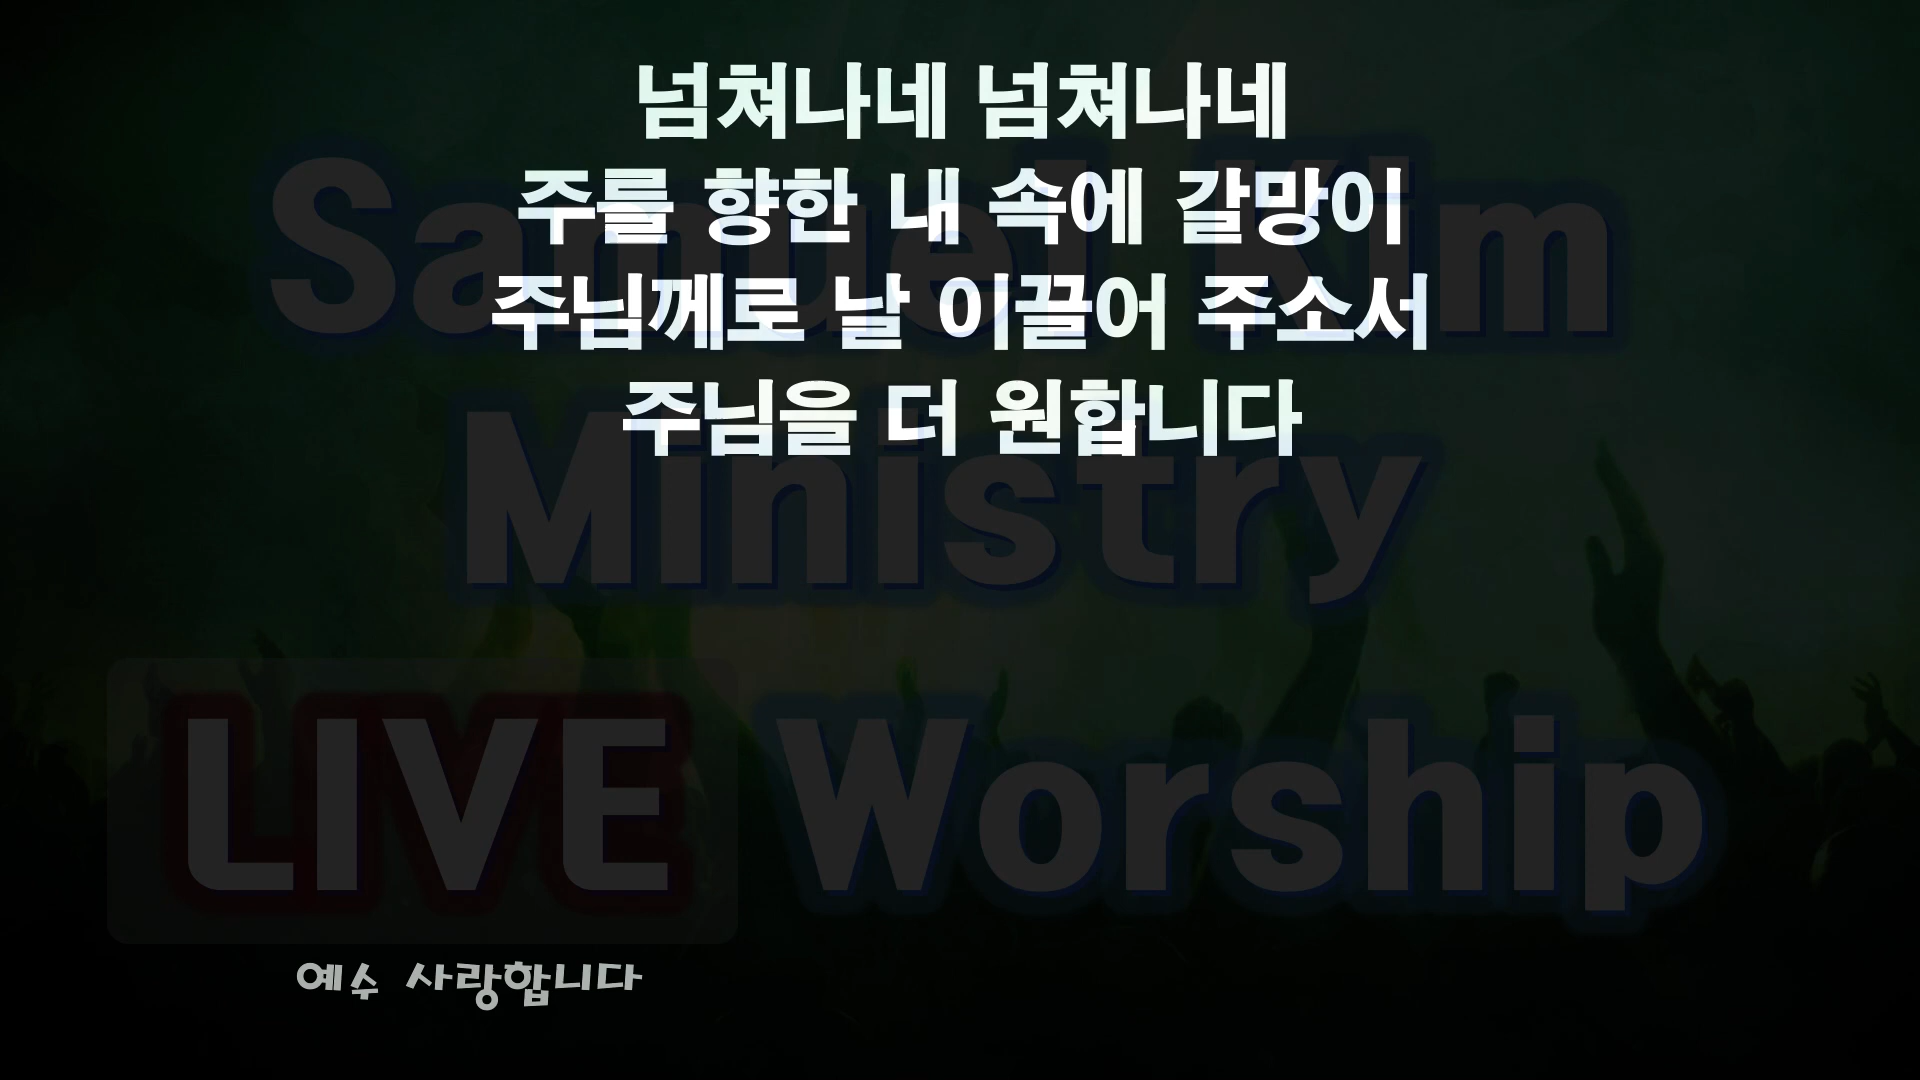 넘쳐나네 넘쳐나네
주를 향한 내 속에 갈망이
주님께로 날 이끌어 주소서
주님을 더 원합니다
Samuel Kim
Ministry
LIVE Worship
예수 사랑합니다